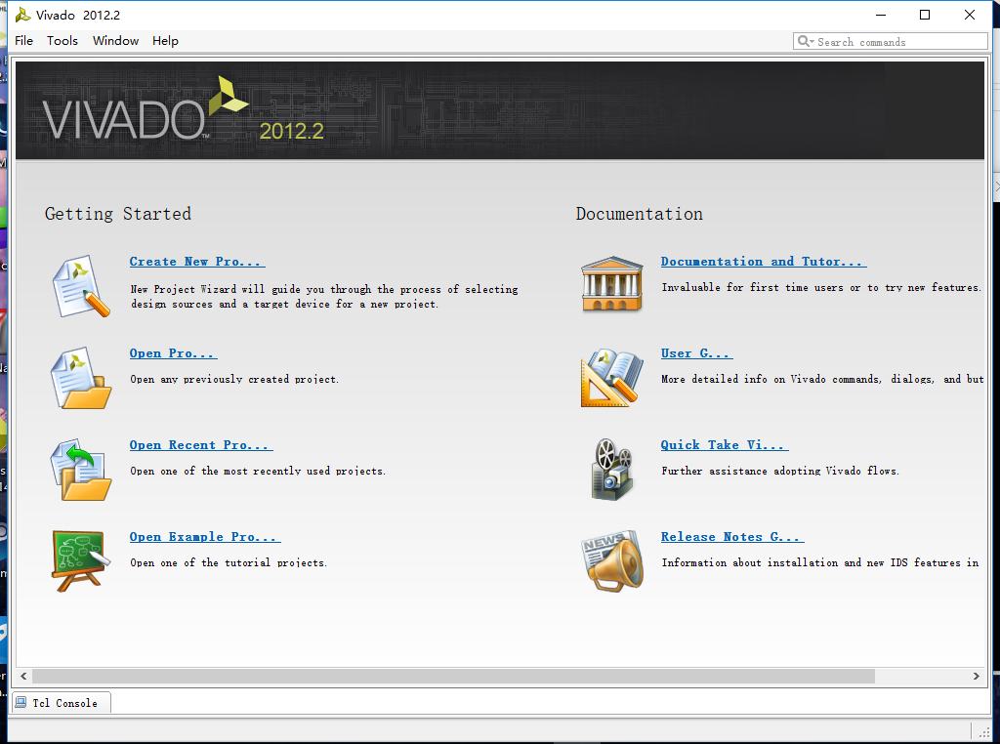 Vivado 2012.2
File Tools Window Help
Search commands
VIVADO™ 2012.2
Getting Started
Create New Pro...
New Project Wizard will guide you through the process of selecting
design sources and a target device for a new project.
Open Pro...
Open any previously created project.
Open Recent Pro...
Open one of the most recently used projects.
Open Example Pro...
Open one of the tutorial projects.
Documentation
Documentation and Tutor...
Invaluable for first time users or to try new features.
User G...
More detailed info on Vivado commands, dialogs, and but
Quick Take Vi...
Further assistance adopting Vivado flows.
NEWS
Release Notes G...
Information about installation and new IDS features in
Tcl Console